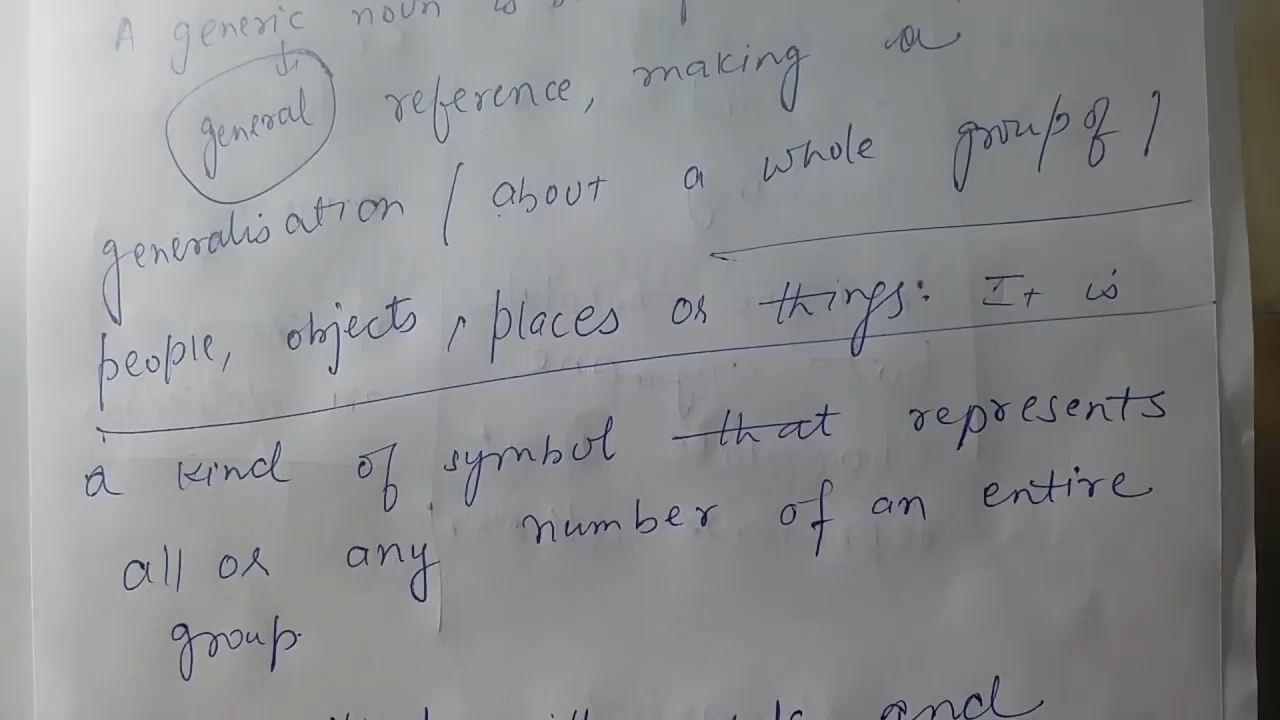 A generic noun is
general reference, making a
generalisation / about a whole group of /
people, objects, places or things: It is
a kind of symbol that represents
all or any number of an entire
group.
and